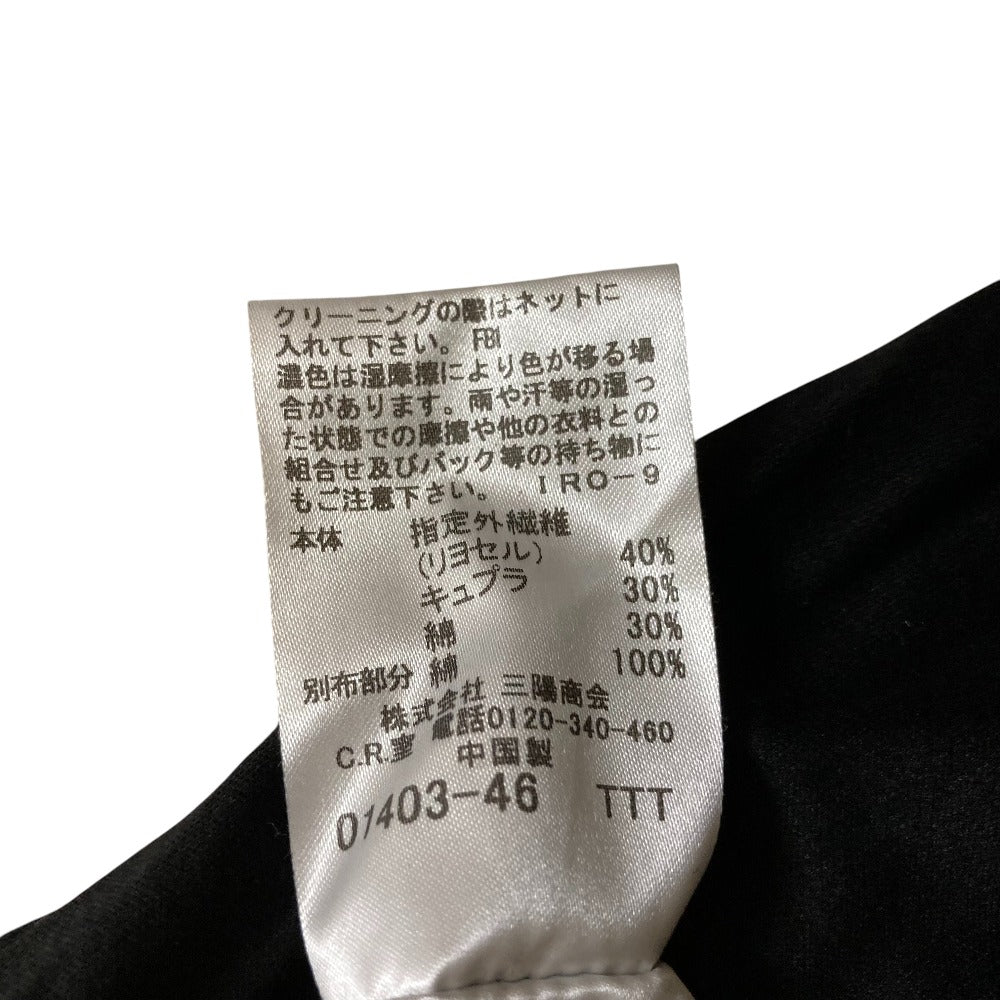 クリーニングの際はネットに
入れて下さい。FB1
濃色は湿摩擦により色が移る場
合があります。雨や汗等の湿っ
た状態での摩擦や他の衣料との
組合せ及びバック等の持ち物に
もご注意下さい。 IRO-9
本体 指定外繊維
(リヨセル) 40%
キュプラ 30%
綿 30%
別布部分 綿 100%
株式会社 三陽商会
C.R.室 電話0120-340-460
中国製
01403-46 TTT